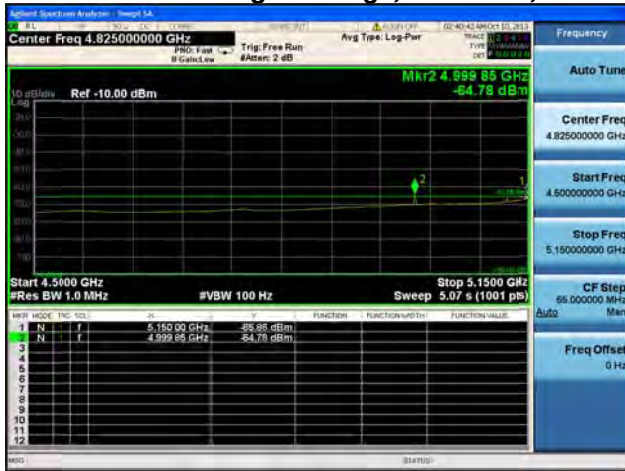 Agilent Spectrum Analyzer - Swept SA
RL
02:40:42 AM Oct 10, 2013
Center Freq 4.825000000 GHz
PNO: Fast
IFGain:Low
Trig: Free Run
#Atten: 2 dB
Avg Type: Log-Pwr
TRACE
TYPE
DET
Mkr2 4.999 85 GHz
-64.78 dBm
10 dB/div
Log
Ref -10.00 dBm
2
1
Start 4.5000 GHz
Stop 5.1500 GHz
#Res BW 1.0 MHz
#VBW 100 Hz
Sweep 5.07 s (1001 pts)
MKR MODE TRC SCL X Y FUNCTION FUNCTION WIDTH FUNCTION VALUE
1 N f 5.150 00 GHz -65.86 dBm
2 N f 4.999 85 GHz -64.78 dBm
3
4
5
6
7
8
9
10
11
12
MSG
STATUS
Frequency
Auto Tune
Center Freq
4.825000000 GHz
Start Freq
4.500000000 GHz
Stop Freq
5.150000000 GHz
CF Step
65.000000 MHz
Auto Man
Freq Offset
0 Hz